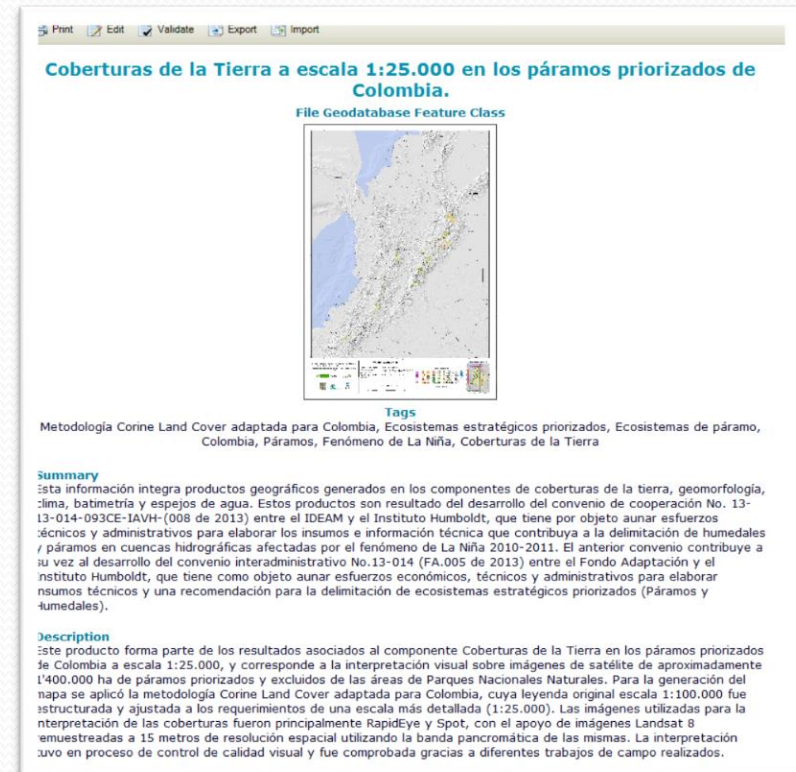 Print Edit Validate Export Import
Coberturas de la Tierra a escala 1:25.000 en los páramos priorizados de
Colombia.
File Geodatabase Feature Class
Tags
Metodología Corine Land Cover adaptada para Colombia, Ecosistemas estratégicos priorizados, Ecosistemas de páramo,
Colombia, Páramos, Fenómeno de La Niña, Coberturas de la Tierra
Summary
Esta información integra productos geográficos generados en los componentes de coberturas de la tierra, geomorfología,
clima, batimetría y espejos de agua. Estos productos son resultado del desarrollo del convenio de cooperación No. 13-
13-014-093CE-IAVH-(008 de 2013) entre el IDEAM y el Instituto Humboldt, que tiene por objeto aunar esfuerzos
técnicos y administrativos para elaborar los insumos e información técnica que contribuya a la delimitación de humedales
y páramos en cuencas hidrográficas afectadas por el fenómeno de La Niña 2010-2011. El anterior convenio contribuye a
su vez al desarrollo del convenio interadministrativo No.13-014 (FA.005 de 2013) entre el Fondo Adaptación y el
Instituto Humboldt, que tiene como objeto aunar esfuerzos económicos, técnicos y administrativos para elaborar
insumos técnicos y una recomendación para la delimitación de ecosistemas estratégicos priorizados (Páramos y
Humedales).
Description
Este producto forma parte de los resultados asociados al componente Coberturas de la Tierra en los páramos priorizados
de Colombia a escala 1:25.000, y corresponde a la interpretación visual sobre imágenes de satélite de aproximadamente
1'400.000 ha de páramos priorizados y excluidos de las áreas de Parques Nacionales Naturales. Para la generación del
mapa se aplicó la metodología Corine Land Cover adaptada para Colombia, cuya leyenda original escala 1:100.000 fue
estructurada y ajustada a los requerimientos de una escala más detallada (1:25.000). Las imágenes utilizadas para la
interpretación de las coberturas fueron principalmente RapidEye y Spot, con el apoyo de imágenes Landsat 8
remuestreadas a 15 metros de resolución espacial utilizando la banda pancromática de las mismas. La interpretación
tuvo en proceso de control de calidad visual y fue comprobada gracias a diferentes trabajos de campo realizados.